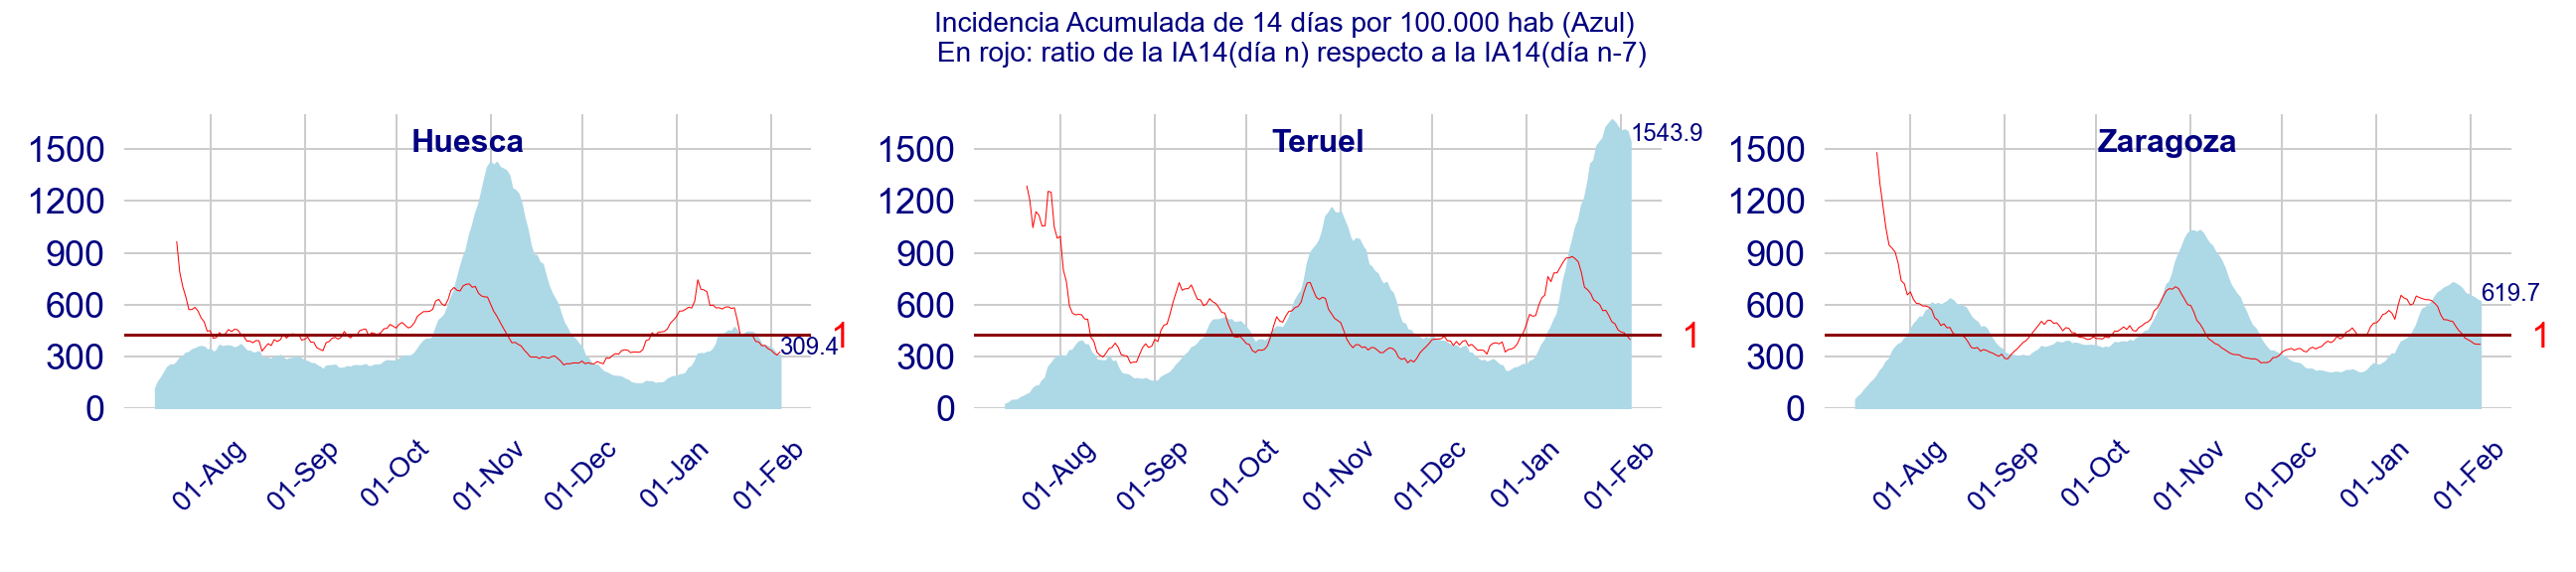 Incidencia Acumulada de 14 días por 100.000 hab (Azul)
En rojo: ratio de la IA14(día n) respecto a la IA14(día n-7)
Huesca
1500
1200
900
600
300
0
309.4
1
01-Aug
01-Sep
01-Oct
01-Nov
01-Dec
01-Jan
01-Feb
Teruel
1500
1200
900
600
300
0
1543.9
1
01-Aug
01-Sep
01-Oct
01-Nov
01-Dec
01-Jan
01-Feb
Zaragoza
1500
1200
900
600
300
0
619.7
1
01-Aug
01-Sep
01-Oct
01-Nov
01-Dec
01-Jan
01-Feb